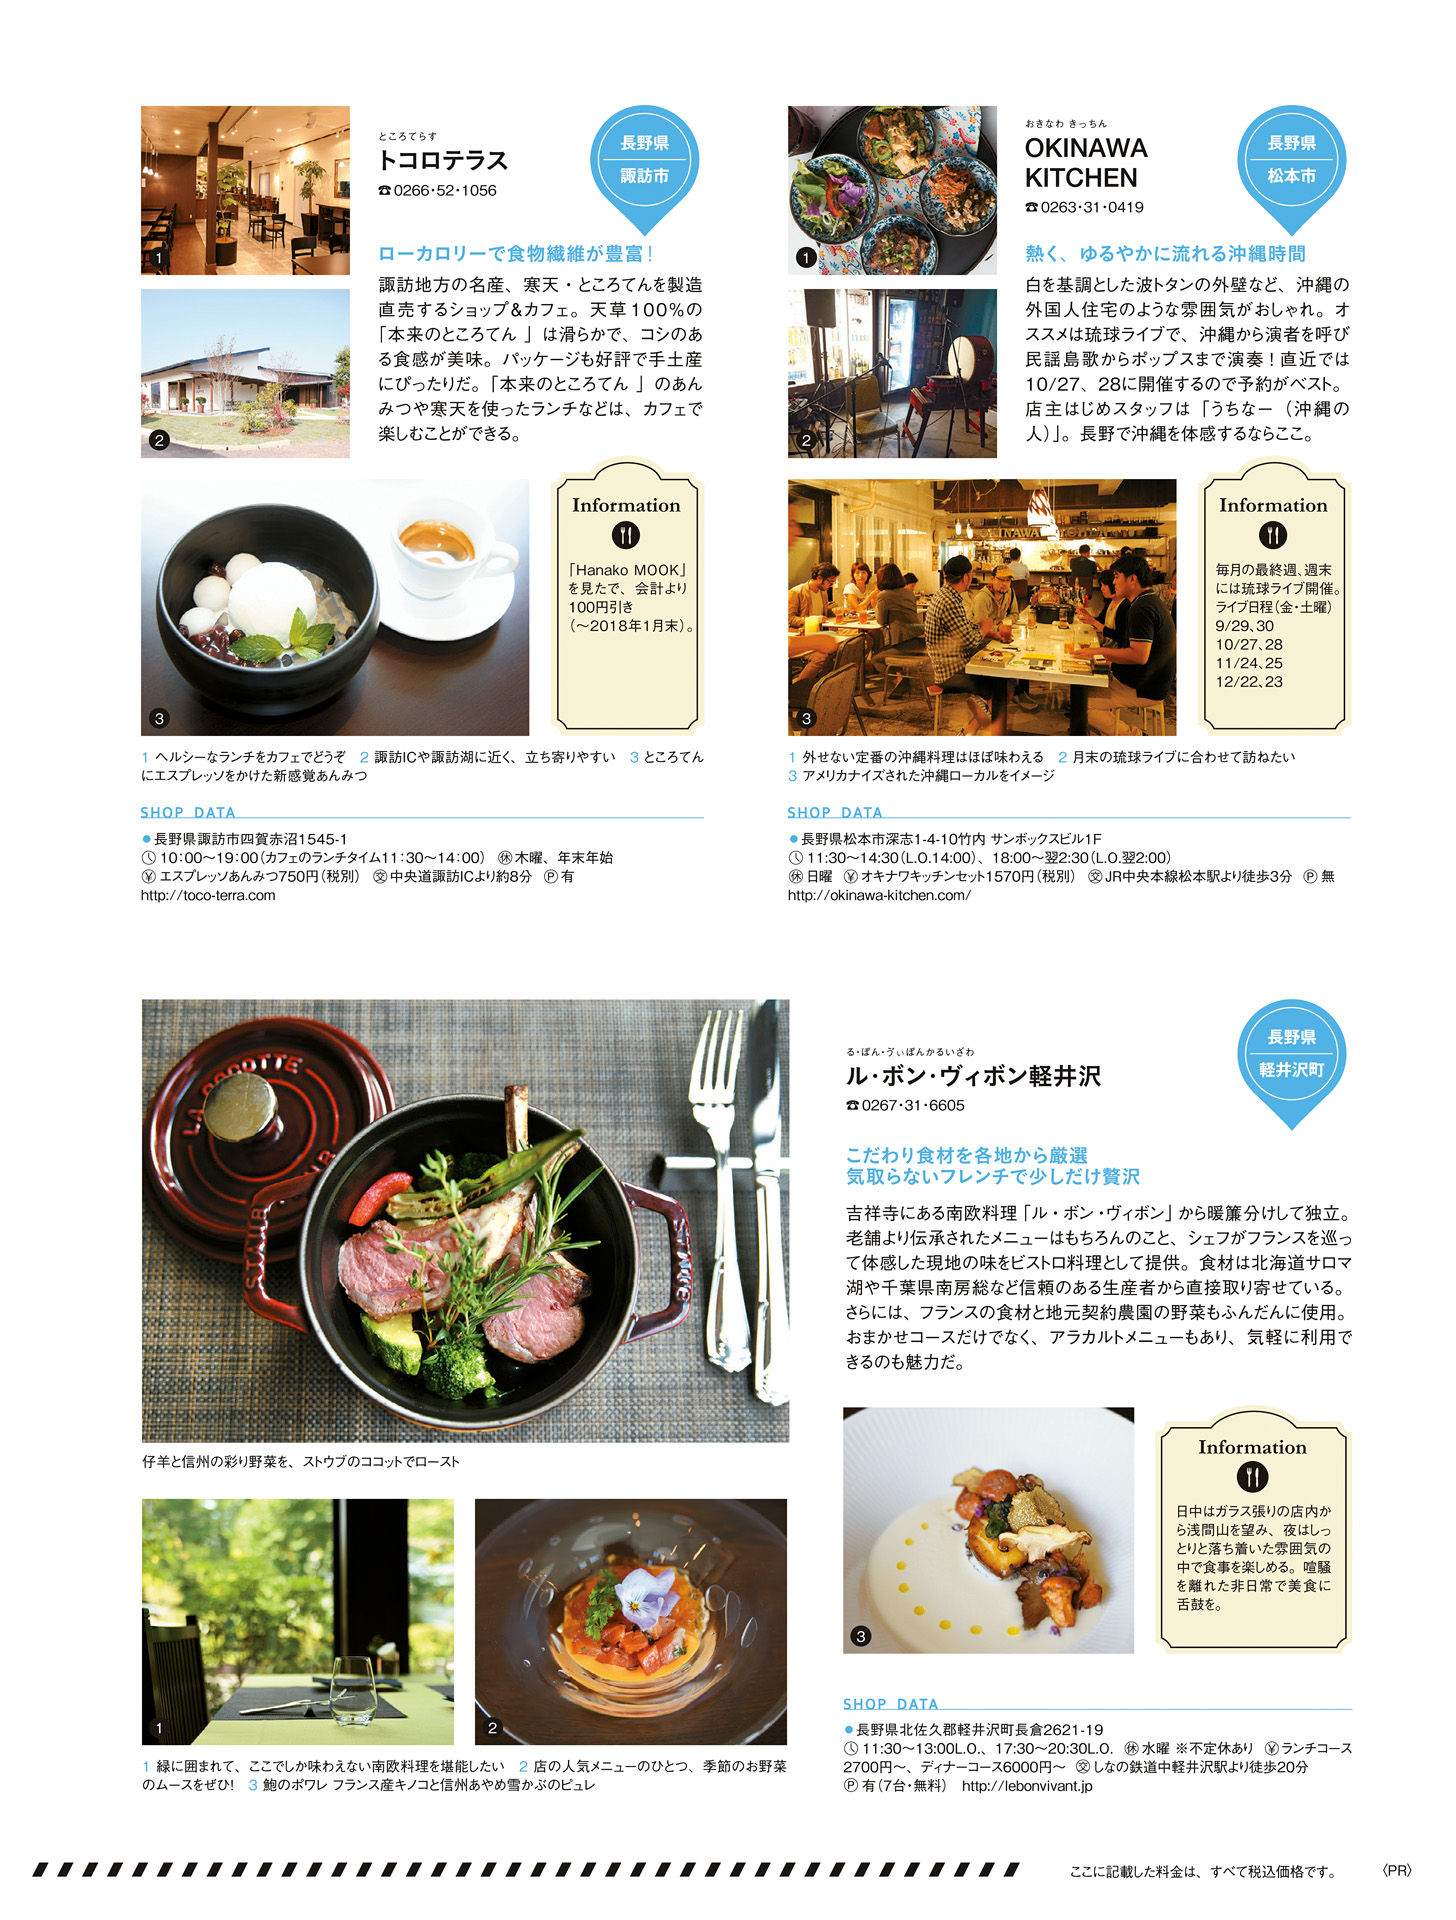 ところてらす
トコロテラス
☎0266・52・1056
長野県
諏訪市
ローカロリーで食物繊維が豊富！
諏訪地方の名産、寒天・ところてんを製造
直売するショップ&カフェ。天草100%の
「本来のところてん 」は滑らかで、コシのあ
る食感が美味。パッケージも好評で手土産
にぴったりだ。「本来のところてん 」のあん
みつや寒天を使ったランチなどは、カフェで
楽しむことができる。
1
2
3
Information
「Hanako MOOK」
を見たで、会計より
100円引き
（〜2018年1月末）。
1 ヘルシーなランチをカフェでどうぞ 2 諏訪ICや諏訪湖に近く、立ち寄りやすい 3 ところてん
にエスプレッソをかけた新感覚あんみつ
SHOP DATA
●長野県諏訪市四賀赤沼1545-1
10：00〜19：00（カフェのランチタイム11：30〜14：00） 休木曜、年末年始
¥エスプレッソあんみつ750円（税別） 交中央道諏訪ICより約8分 Ⓟ有
http://toco-terra.com
おきなわ きっちん
OKINAWA
KITCHEN
☎0263・31・0419
長野県
松本市
熱く、ゆるやかに流れる沖縄時間
白を基調とした波トタンの外壁など、沖縄の
外国人住宅のような雰囲気がおしゃれ。オ
ススメは琉球ライブで、沖縄から演者を呼び
民謡島歌からポップスまで演奏！直近では
10/27、28に開催するので予約がベスト。
店主はじめスタッフは「うちなー（沖縄の
人）」。長野で沖縄を体感するならここ。
1
2
3
Information
毎月の最終週、週末
には琉球ライブ開催。
ライブ日程（金・土曜）
9/29、30
10/27、28
11/24、25
12/22、23
1 外せない定番の沖縄料理はほぼ味わえる 2 月末の琉球ライブに合わせて訪ねたい
3 アメリカナイズされた沖縄ローカルをイメージ
SHOP DATA
●長野県松本市深志1-4-10竹内 サンボックスビル1F
11：30〜14：30（L.O.14：00）、18：00〜翌2：30（L.O.翌2：00）
休日曜 ¥オキナワキッチンセット1570円（税別） 交JR中央本線松本駅より徒歩3分 Ⓟ無
http://okinawa-kitchen.com/
LA COCOTTE
STAUB
仔羊と信州の彩り野菜を、ストウブのココットでロースト
る・ぼん・ゔぃぼんかるいざわ
ル・ボン・ヴィボン軽井沢
☎0267・31・6605
長野県
軽井沢町
こだわり食材を各地から厳選
気取らないフレンチで少しだけ贅沢
吉祥寺にある南欧料理「ル・ボン・ヴィボン」から暖簾分けして独立。
老舗より伝承されたメニューはもちろんのこと、シェフがフランスを巡っ
て体感した現地の味をビストロ料理として提供。食材は北海道サロマ
湖や千葉県南房総など信頼のある生産者から直接取り寄せている。
さらには、フランスの食材と地元契約農園の野菜もふんだんに使用。
おまかせコースだけでなく、アラカルトメニューもあり、気軽に利用で
きるのも魅力だ。
1
2
3
Information
日中はガラス張りの店内か
ら浅間山を望み、夜はしっ
とりと落ち着いた雰囲気の
中で食事を楽しめる。喧騒
を離れた非日常で美食に
舌鼓を。
1 緑に囲まれて、ここでしか味わえない南欧料理を堪能したい 2 店の人気メニューのひとつ、季節のお野菜
のムースをぜひ！ 3 鮑のポワレ フランス産キノコと信州あやめ雪かぶのピュレ
SHOP DATA
●長野県北佐久郡軽井沢町長倉2621-19
11：30〜13：00L.O.、17：30〜20：30L.O. 休水曜 ※不定休あり ¥ランチコース
2700円〜、ディナーコース6000円〜 交しなの鉄道中軽井沢駅より徒歩20分
Ⓟ有（7台・無料） http://lebonvivant.jp
ここに記載した料金は、すべて税込価格です。
〈PR〉